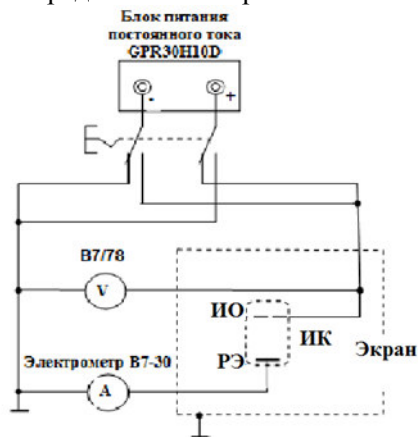 Блок питания
постоянного тока
GPR30H10D
- +
В7/78
V
ИО
ИК
Экран
РЭ
Электрометр В7-30
А